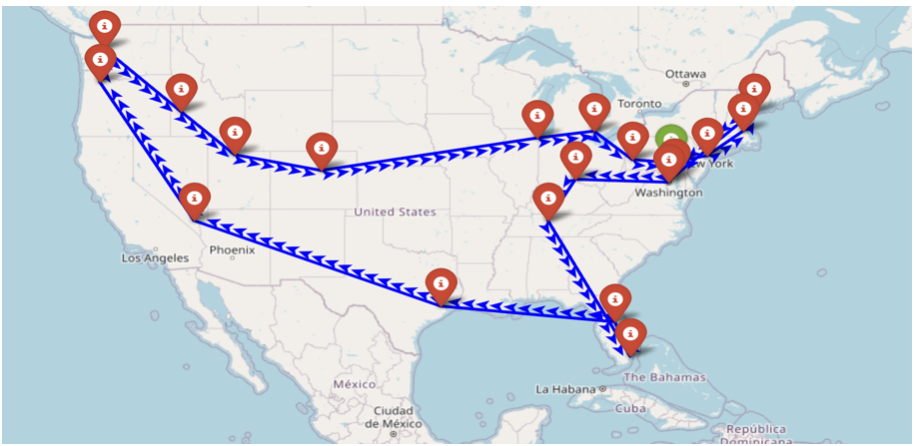 Ottawa
Toronto
w York
Washington
United States
Phoenix
Los Angeles
The Bahamas
México
La Habana
Cuba
Ciudad
de México
República
Dominicana